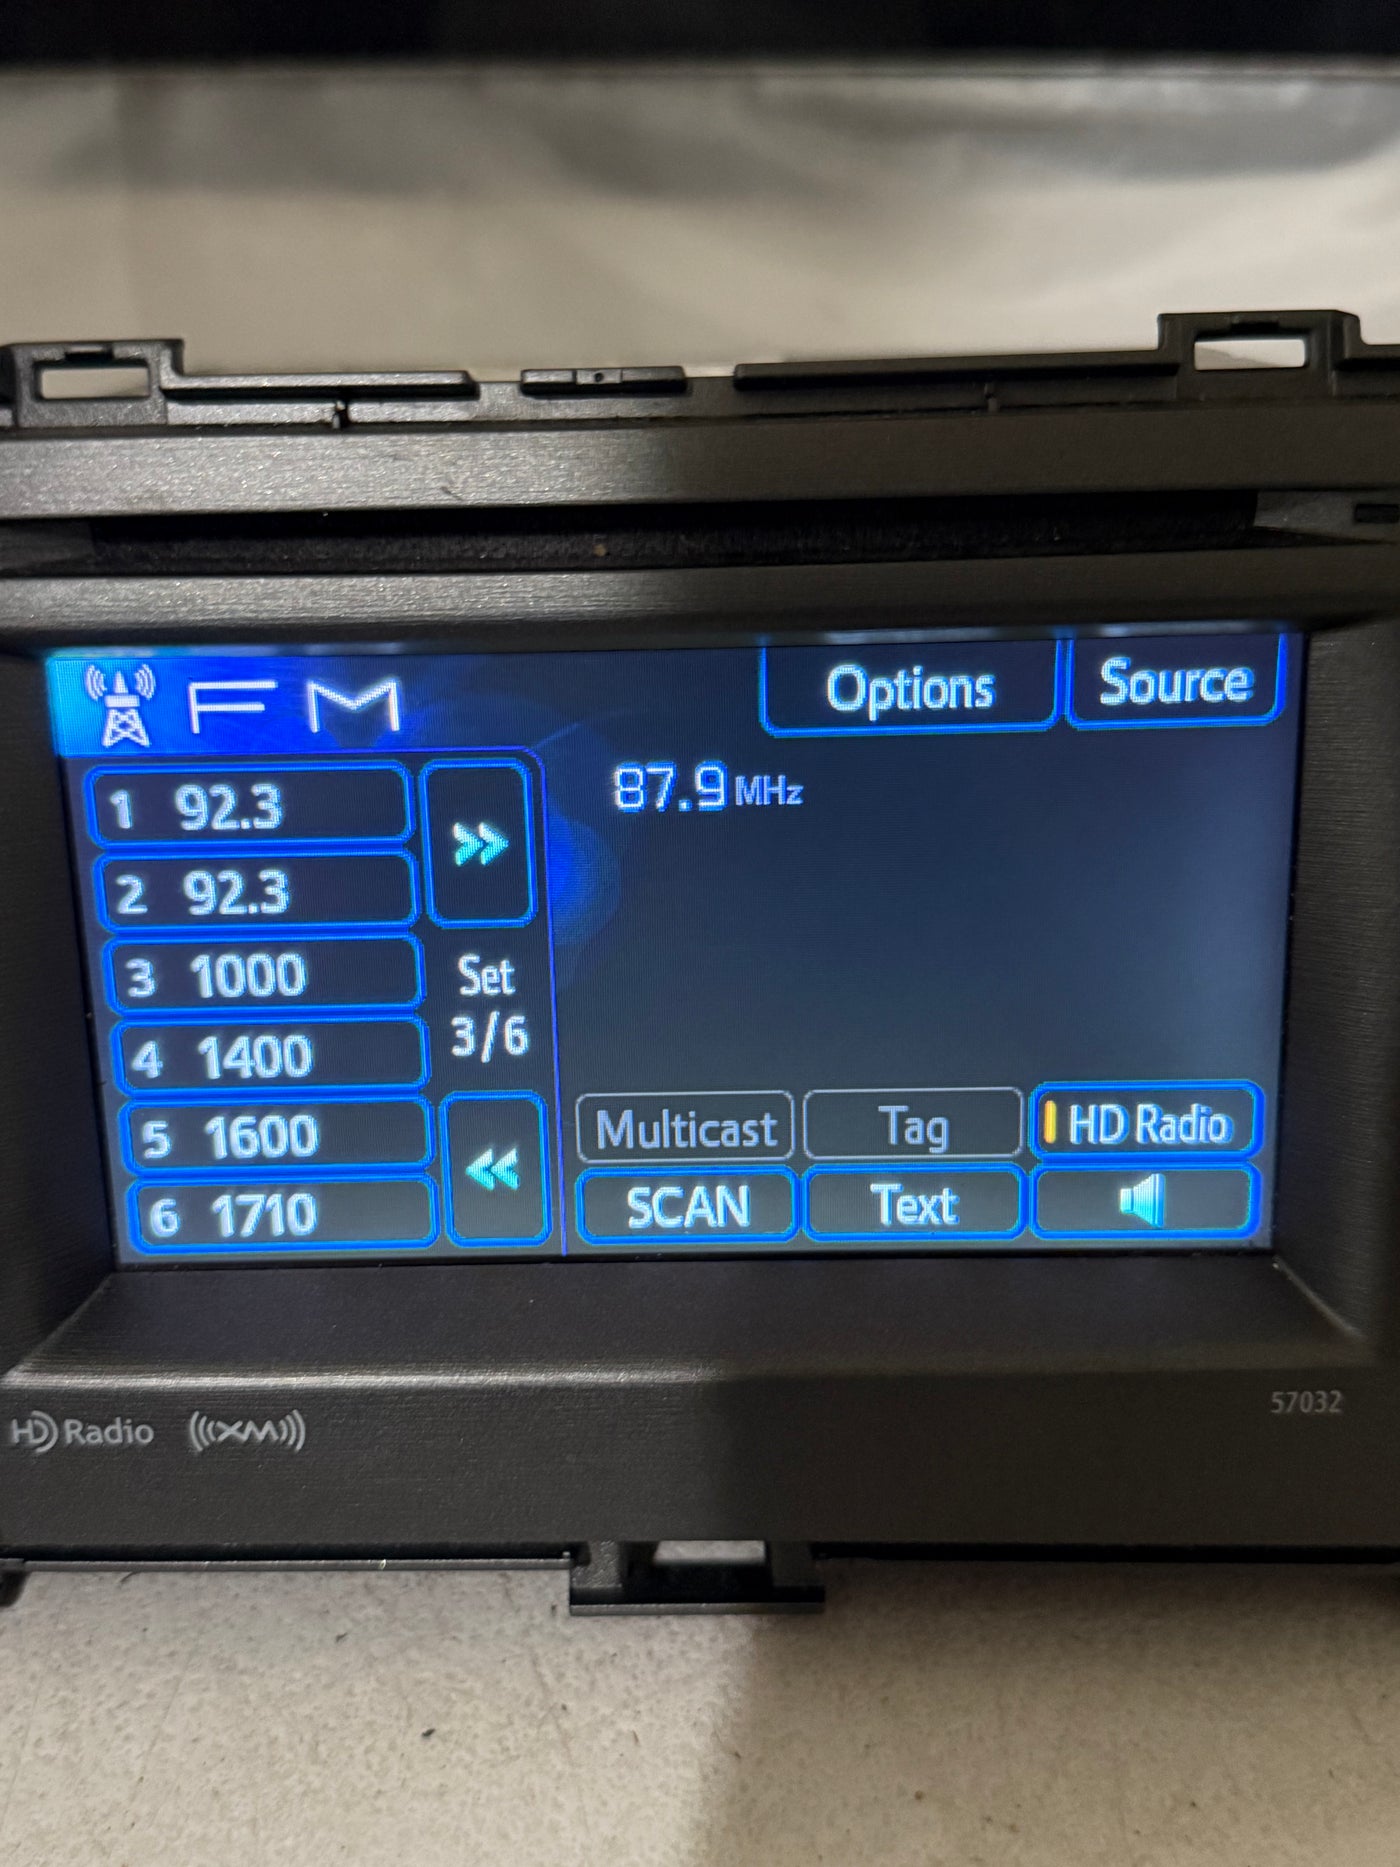 FM
Options
Source
1 92.3
2 92.3
3 1000
4 1400
5 1600
6 1710
Set
3/6
87.9 MHz
Multicast
Tag
HD Radio
SCAN
Text
HD Radio
((XM))
57032